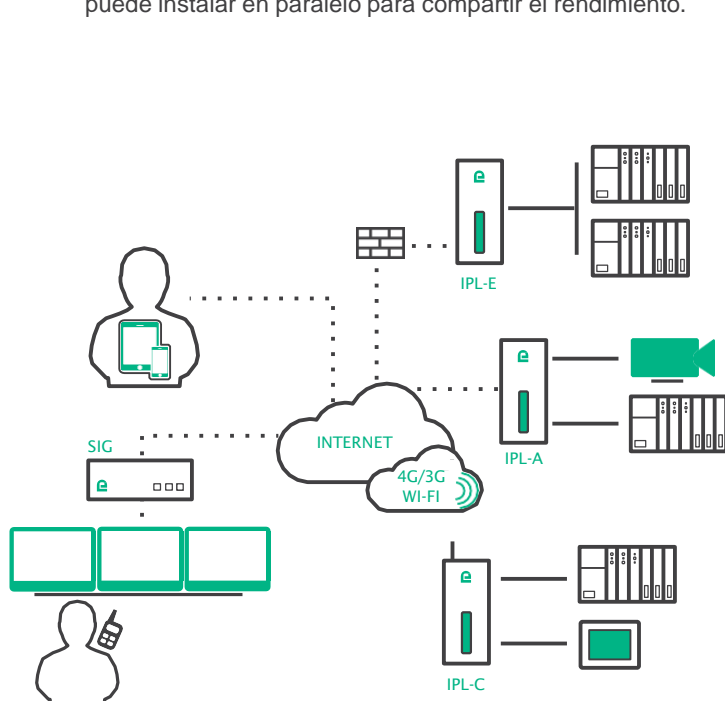 puede instalar en paralelo para compartir el rendimiento.
IPL-E
SIG
INTERNET
IPL-A
4G/3G
WI-FI
IPL-C